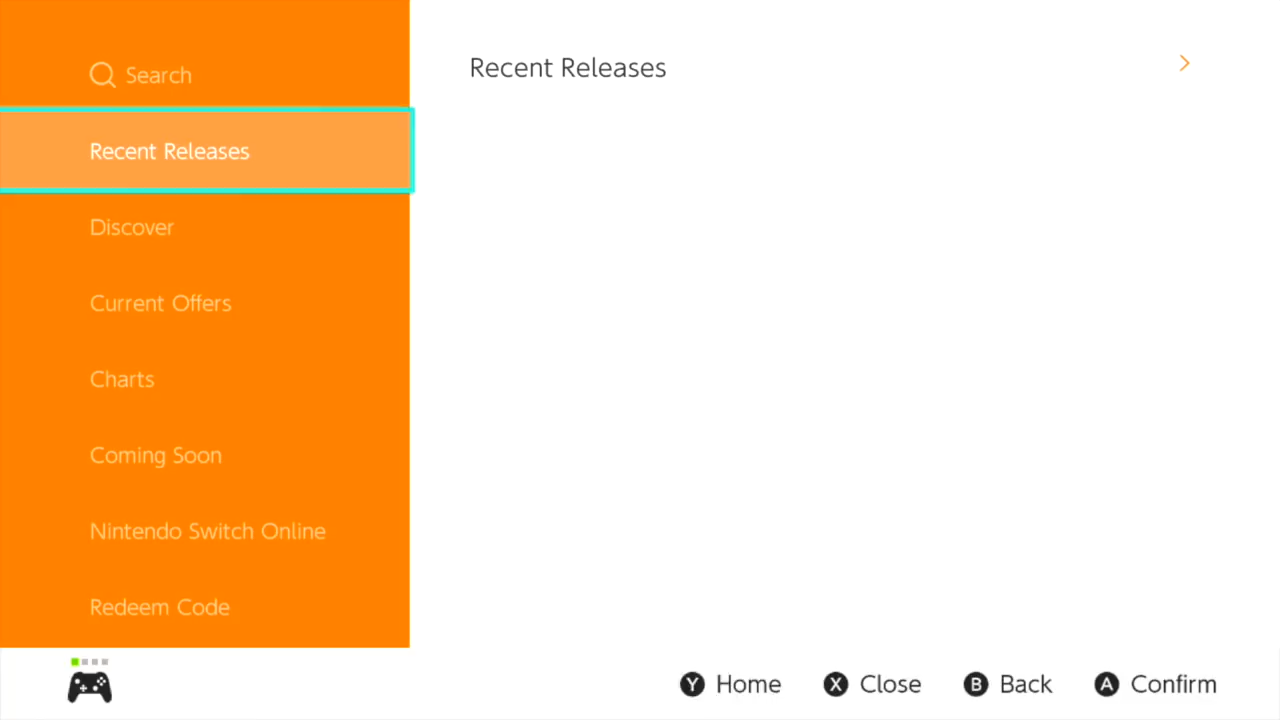 Search
Recent Releases
Discover
Current Offers
Charts
Coming Soon
Nintendo Switch Online
Redeem Code
Recent Releases
Y Home X Close B Back A Confirm